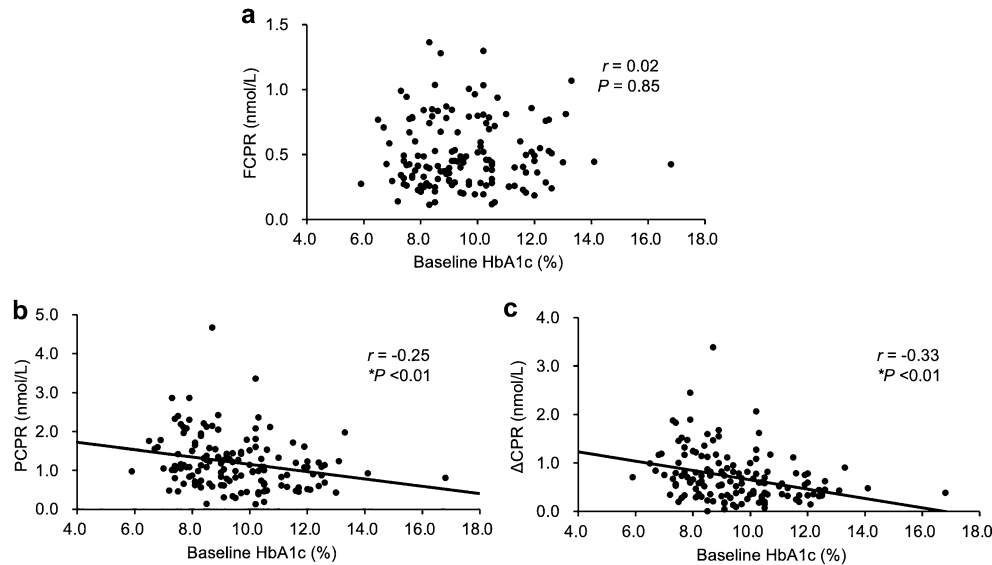 a
1.5
1.0
0.5
0.0
FCPR (nmol/L)
r = 0.02
P = 0.85
4.0 6.0 8.0 10.0 12.0 14.0 16.0 18.0
Baseline HbA1c (%)
b
5.0
4.0
3.0
2.0
1.0
0.0
PCPR (nmol/L)
r = -0.25
*P <0.01
4.0 6.0 8.0 10.0 12.0 14.0 16.0 18.0
Baseline HbA1c (%)
c
4.0
3.0
2.0
1.0
0.0
ΔCPR (nmol/L)
r = -0.33
*P <0.01
4.0 6.0 8.0 10.0 12.0 14.0 16.0 18.0
Baseline HbA1c (%)